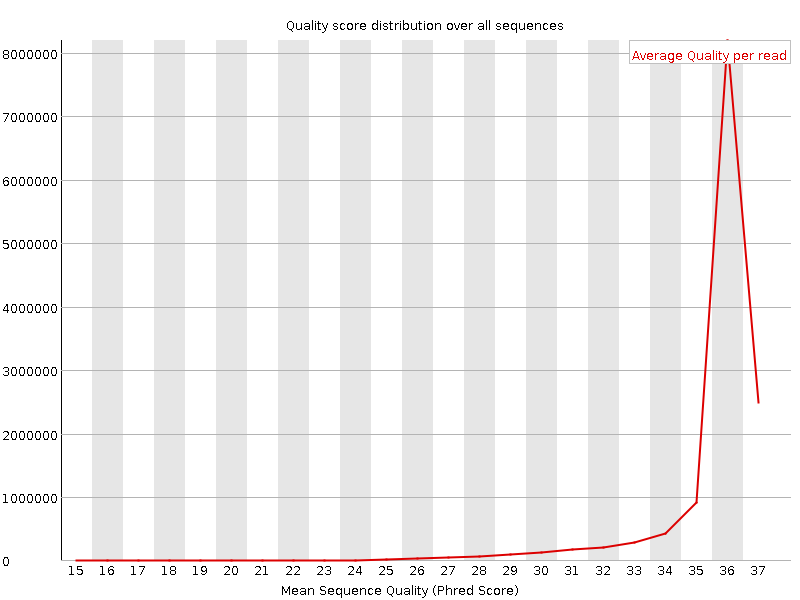 Quality score distribution over all sequences
Average Quality per read
8000000
7000000
6000000
5000000
4000000
3000000
2000000
1000000
0
15 16 17 18 19 20 21 22 23 24 25 26 27 28 29 30 31 32 33 34 35 36 37
Mean Sequence Quality (Phred Score)